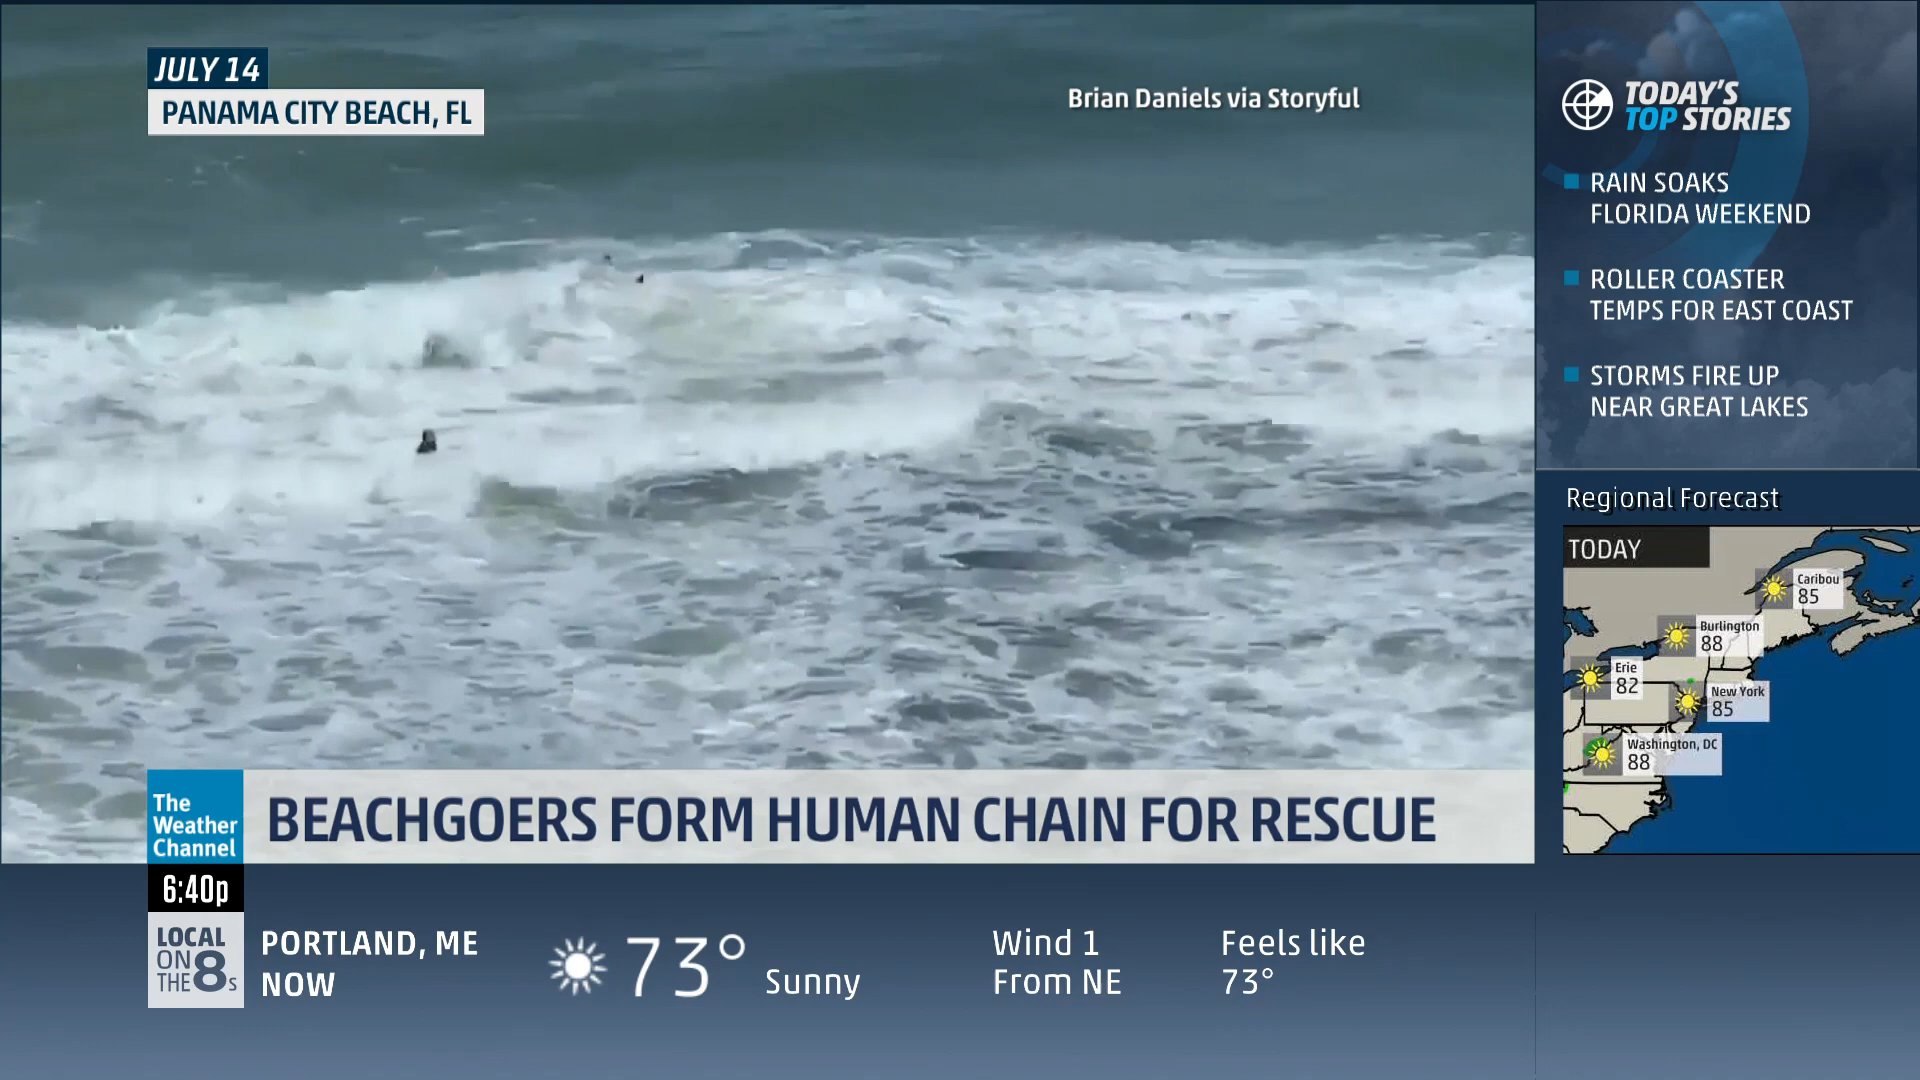 JULY 14
PANAMA CITY BEACH, FL
Brian Daniels via Storyful
TODAY'S
TOP STORIES
RAIN SOAKS
FLORIDA WEEKEND
ROLLER COASTER
TEMPS FOR EAST COAST
STORMS FIRE UP
NEAR GREAT LAKES
Regional Forecast
TODAY
Caribou
85
Burlington
88
Erie
82
New York
85
Washington, DC
88
The
Weather
Channel
BEACHGOERS FORM HUMAN CHAIN FOR RESCUE
6:40p
LOCAL
ON
THE 8s
PORTLAND, ME
NOW
73°
Sunny
Wind 1
From NE
Feels like
73°